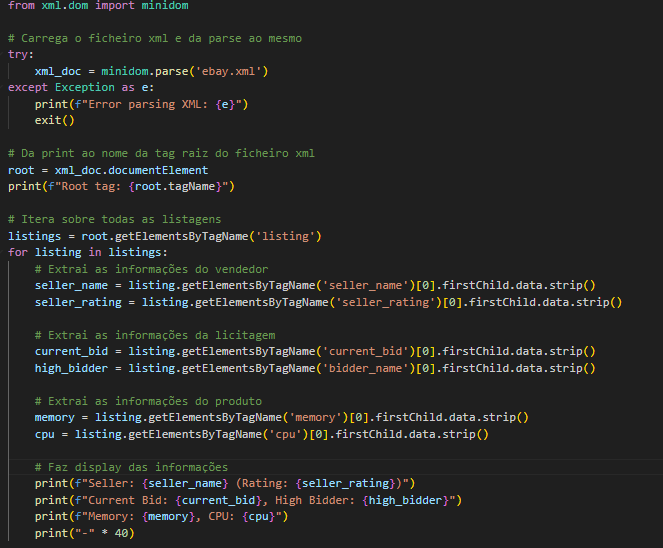 from xml.dom import minidom
# Carrega o ficheiro xml e da parse ao mesmo
try:
    xml_doc = minidom.parse('ebay.xml')
except Exception as e:
    print(f"Error parsing XML: {e}")
    exit()
# Da print ao nome da tag raiz do ficheiro xml
root = xml_doc.documentElement
print(f"Root tag: {root.tagName}")
# Itera sobre todas as listagens
listings = root.getElementsByTagName('listing')
for listing in listings:
    # Extrai as informações do vendedor
    seller_name = listing.getElementsByTagName('seller_name')[0].firstChild.data.strip()
    seller_rating = listing.getElementsByTagName('seller_rating')[0].firstChild.data.strip()
    # Extrai as informações da licitagem
    current_bid = listing.getElementsByTagName('current_bid')[0].firstChild.data.strip()
    high_bidder = listing.getElementsByTagName('bidder_name')[0].firstChild.data.strip()
    # Extrai as informações do produto
    memory = listing.getElementsByTagName('memory')[0].firstChild.data.strip()
    cpu = listing.getElementsByTagName('cpu')[0].firstChild.data.strip()
    # Faz display das informações
    print(f"Seller: {seller_name} (Rating: {seller_rating})")
    print(f"Current Bid: {current_bid}, High Bidder: {high_bidder}")
    print(f"Memory: {memory}, CPU: {cpu}")
    print("-" * 40)